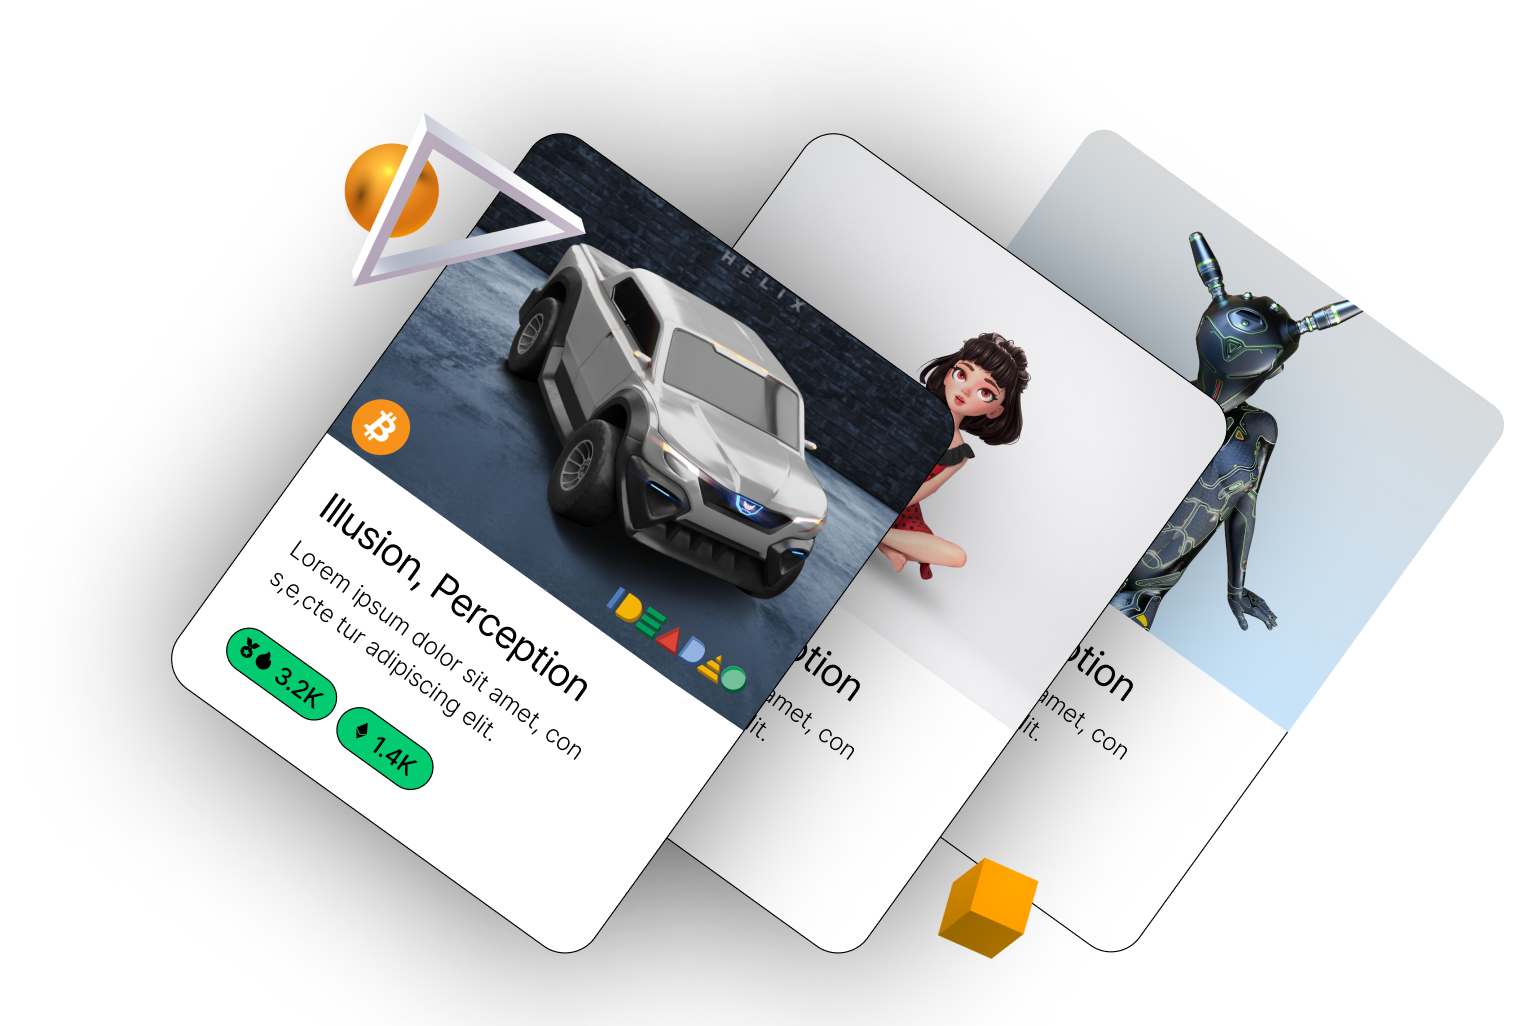 HELIX
IDEADAO
Illusion, Perception
Lorem ipsum dolor sit amet, con
s,e,cte tur adipiscing elit.
3.2K
1.4K
ption
amet, con
lit.
ption
amet, con
lit.